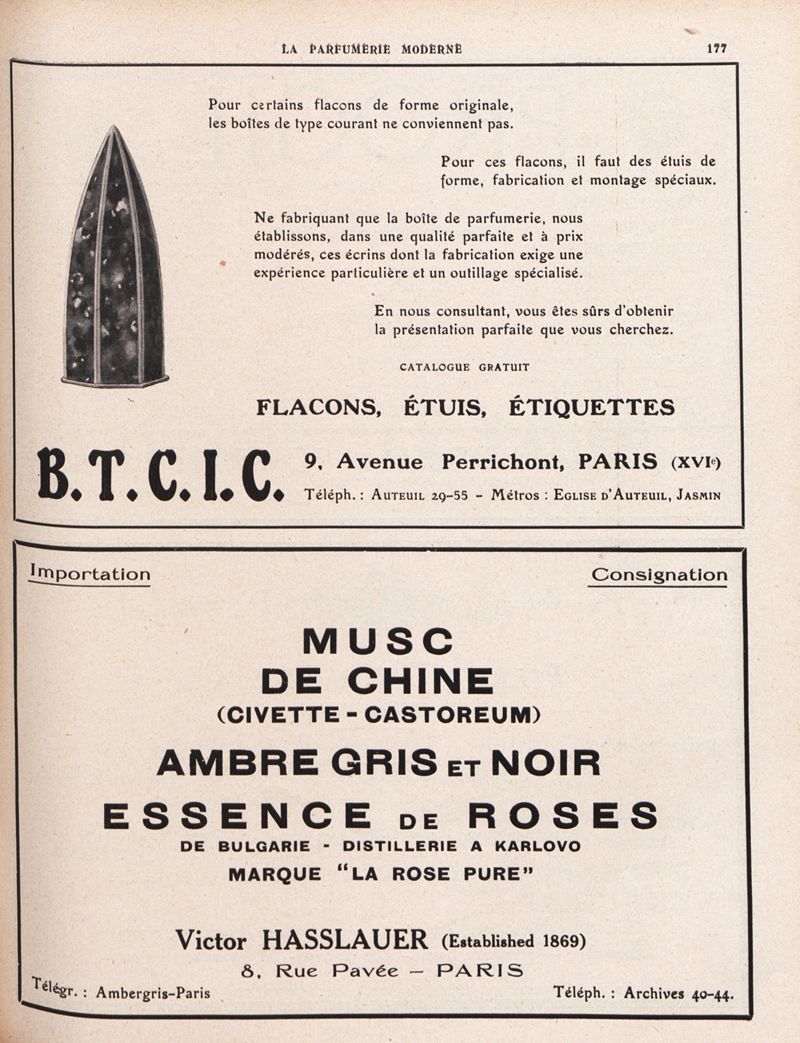 LA PARFUMERIE MODERNE 177
Pour certains flacons de forme originale,
les boîtes de type courant ne conviennent pas.
Pour ces flacons, il faut des étuis de
forme, fabrication et montage spéciaux.
Ne fabriquant que la boîte de parfumerie, nous
établissons, dans une qualité parfaite et à prix
modérés, ces écrins dont la fabrication exige une
expérience particulière et un outillage spécialisé.
En nous consultant, vous êtes sûrs d'obtenir
la présentation parfaite que vous cherchez.
CATALOGUE GRATUIT
FLACONS, ÉTUIS, ÉTIQUETTES
B.T.C.I.C.
9, Avenue Perrichont, PARIS (XVIe)
Téléph. : AUTEUIL 29-55 - Métros : EGLISE D'AUTEUIL, JASMIN
Importation Consignation
MUSC
DE CHINE
(CIVETTE - CASTOREUM)
AMBRE GRIS ET NOIR
ESSENCE DE ROSES
DE BULGARIE - DISTILLERIE A KARLOVO
MARQUE "LA ROSE PURE"
Victor HASSLAUER (Established 1869)
8, Rue Pavée — PARIS
Télégr. : Ambergris-Paris Téléph. : Archives 40-44.